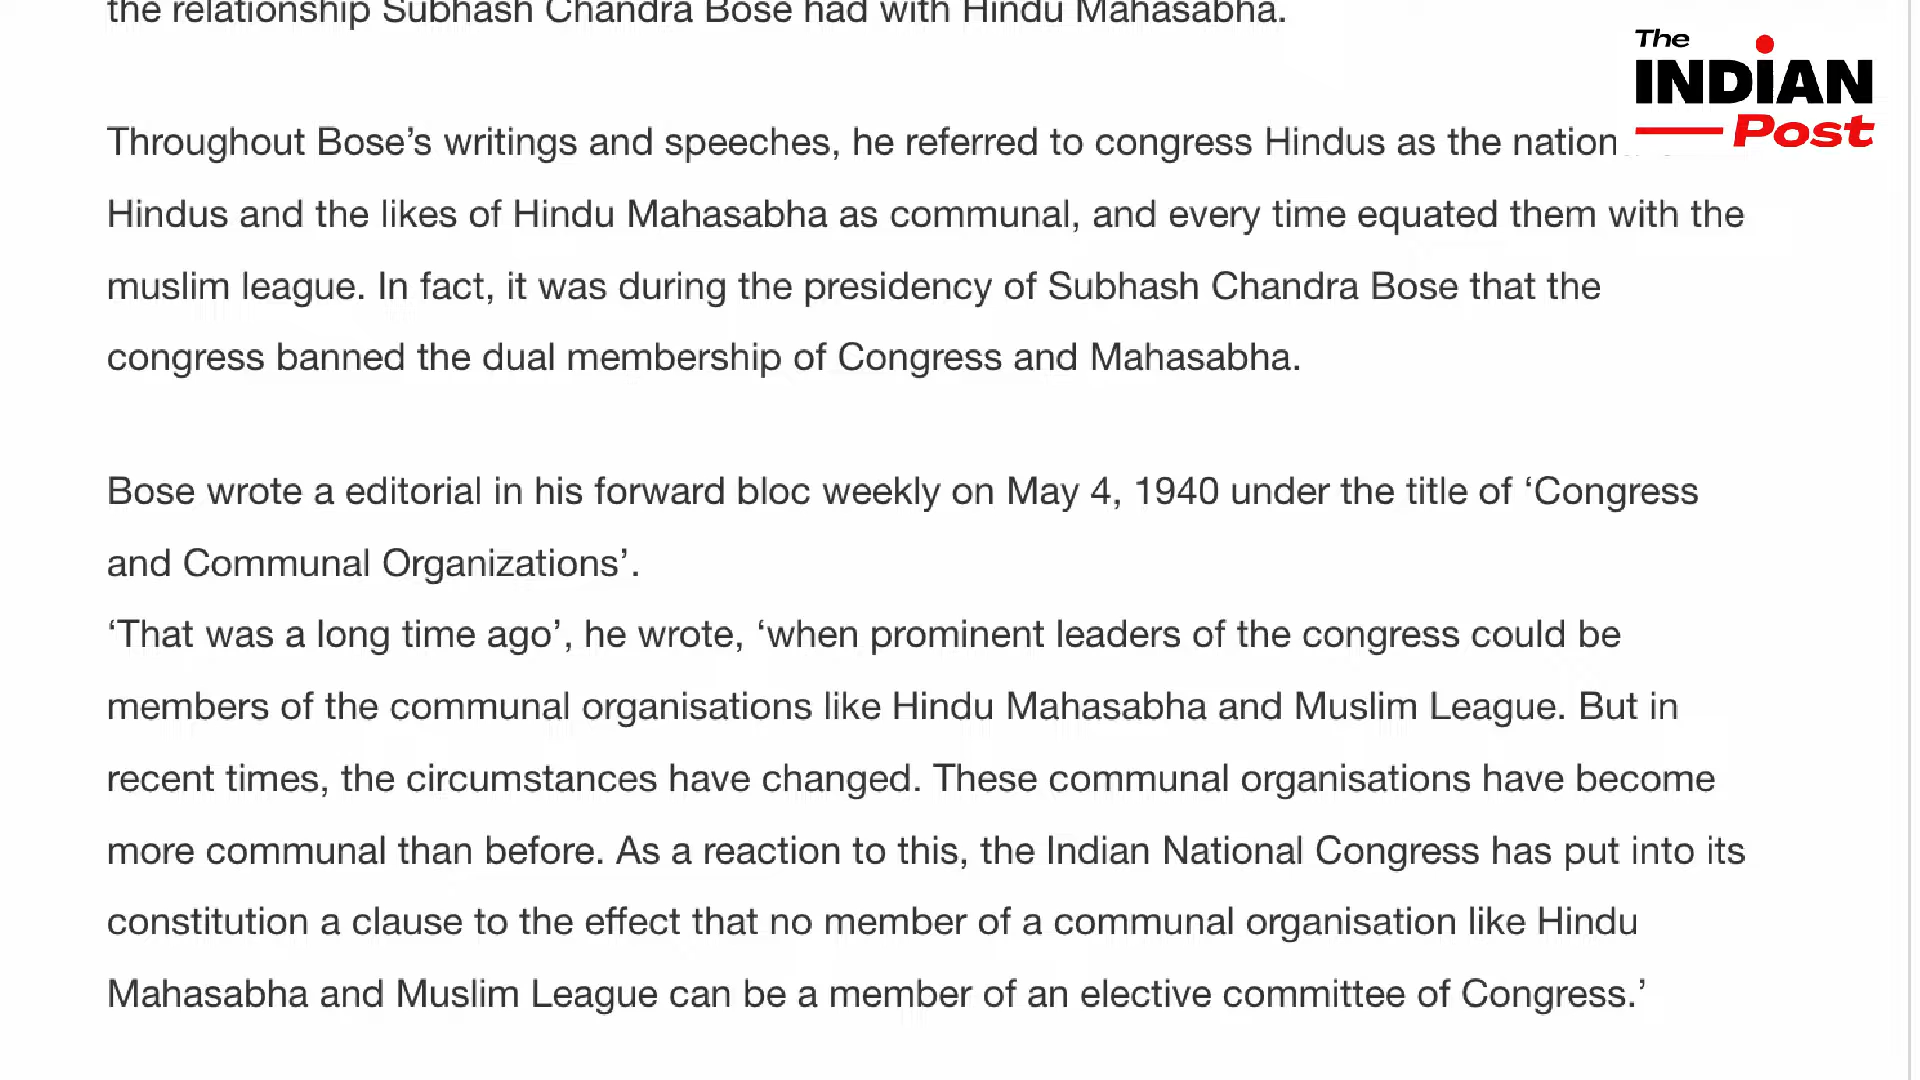 the relationship Subhash Chandra Bose had with Hindu Mahasabha.
The
INDIAN
Post
Throughout Bose’s writings and speeches, he referred to congress Hindus as the nation
Hindus and the likes of Hindu Mahasabha as communal, and every time equated them with the
muslim league. In fact, it was during the presidency of Subhash Chandra Bose that the
congress banned the dual membership of Congress and Mahasabha.
Bose wrote a editorial in his forward bloc weekly on May 4, 1940 under the title of ‘Congress
and Communal Organizations’.
‘That was a long time ago’, he wrote, ‘when prominent leaders of the congress could be
members of the communal organisations like Hindu Mahasabha and Muslim League. But in
recent times, the circumstances have changed. These communal organisations have become
more communal than before. As a reaction to this, the Indian National Congress has put into its
constitution a clause to the effect that no member of a communal organisation like Hindu
Mahasabha and Muslim League can be a member of an elective committee of Congress.’